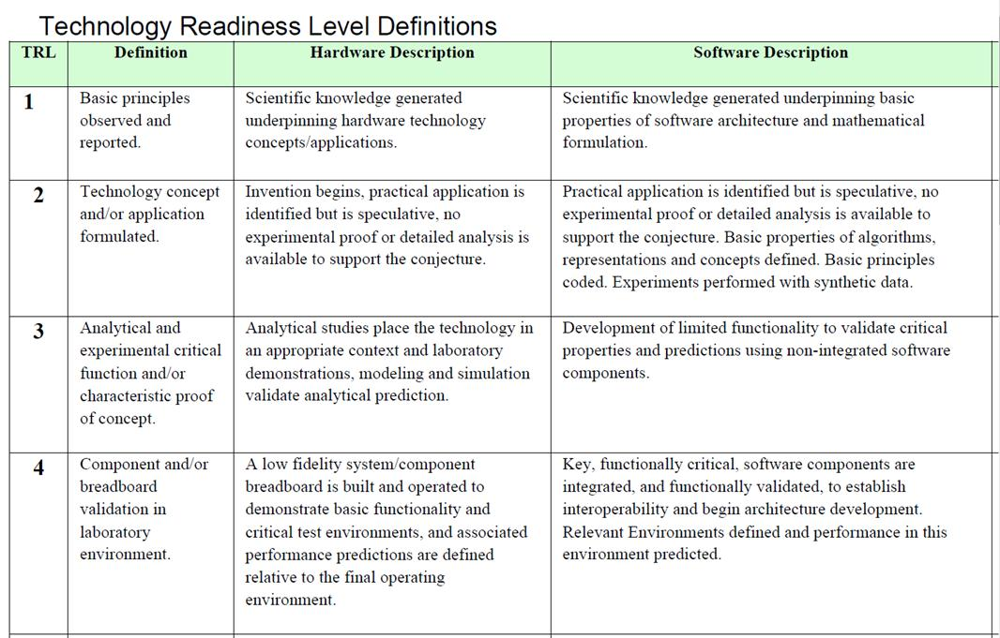 Technology Readiness Level Definitions
TRL
Definition
Hardware Description
Software Description
1
Basic principles
observed and
reported.
Scientific knowledge generated
underpinning hardware technology
concepts/applications.
Scientific knowledge generated underpinning basic
properties of software architecture and mathematical
formulation.
2
Technology concept
and/or application
formulated.
Invention begins, practical application is
identified but is speculative, no
experimental proof or detailed analysis is
available to support the conjecture.
Practical application is identified but is speculative, no
experimental proof or detailed analysis is available to
support the conjecture. Basic properties of algorithms,
representations and concepts defined. Basic principles
coded. Experiments performed with synthetic data.
3
Analytical and
experimental critical
function and/or
characteristic proof
of concept.
Analytical studies place the technology in
an appropriate context and laboratory
demonstrations, modeling and simulation
validate analytical prediction.
Development of limited functionality to validate critical
properties and predictions using non-integrated software
components.
4
Component and/or
breadboard
validation in
laboratory
environment.
A low fidelity system/component
breadboard is built and operated to
demonstrate basic functionality and
critical test environments, and associated
performance predictions are defined
relative to the final operating
environment.
Key, functionally critical, software components are
integrated, and functionally validated, to establish
interoperability and begin architecture development.
Relevant Environments defined and performance in this
environment predicted.